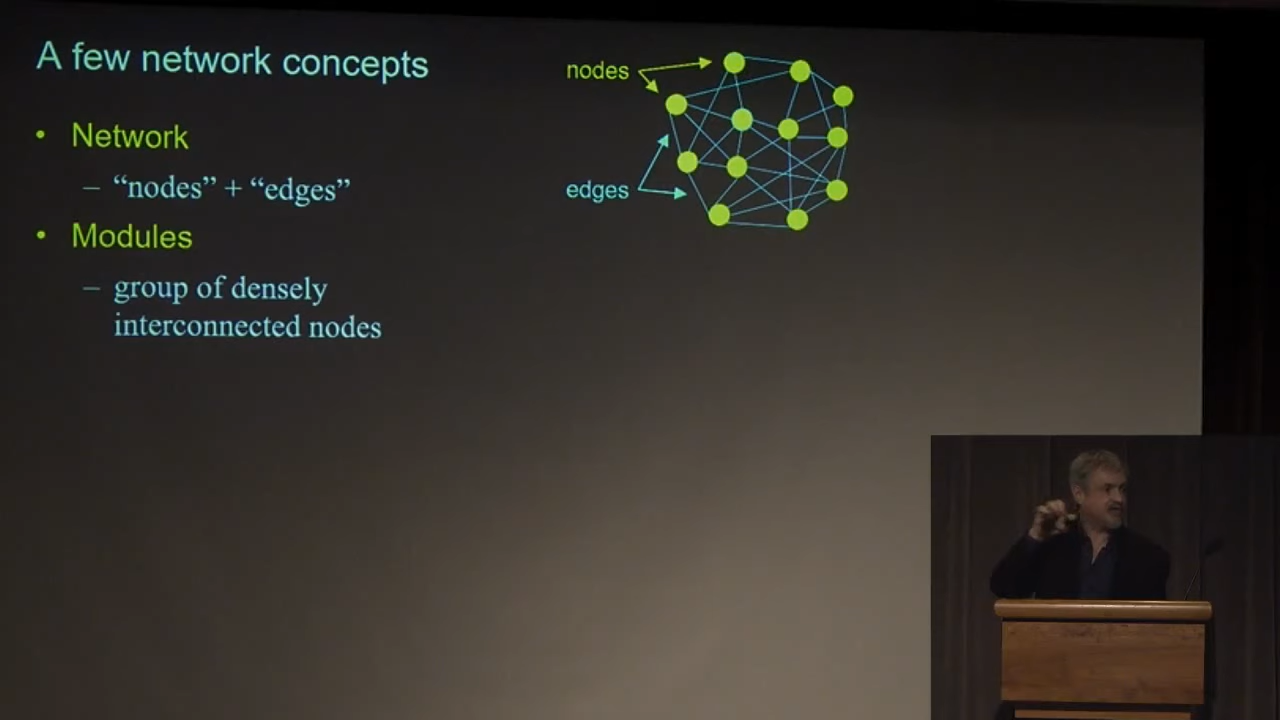 A few network concepts
• Network
– “nodes” + “edges”
• Modules
– group of densely
interconnected nodes
nodes
edges